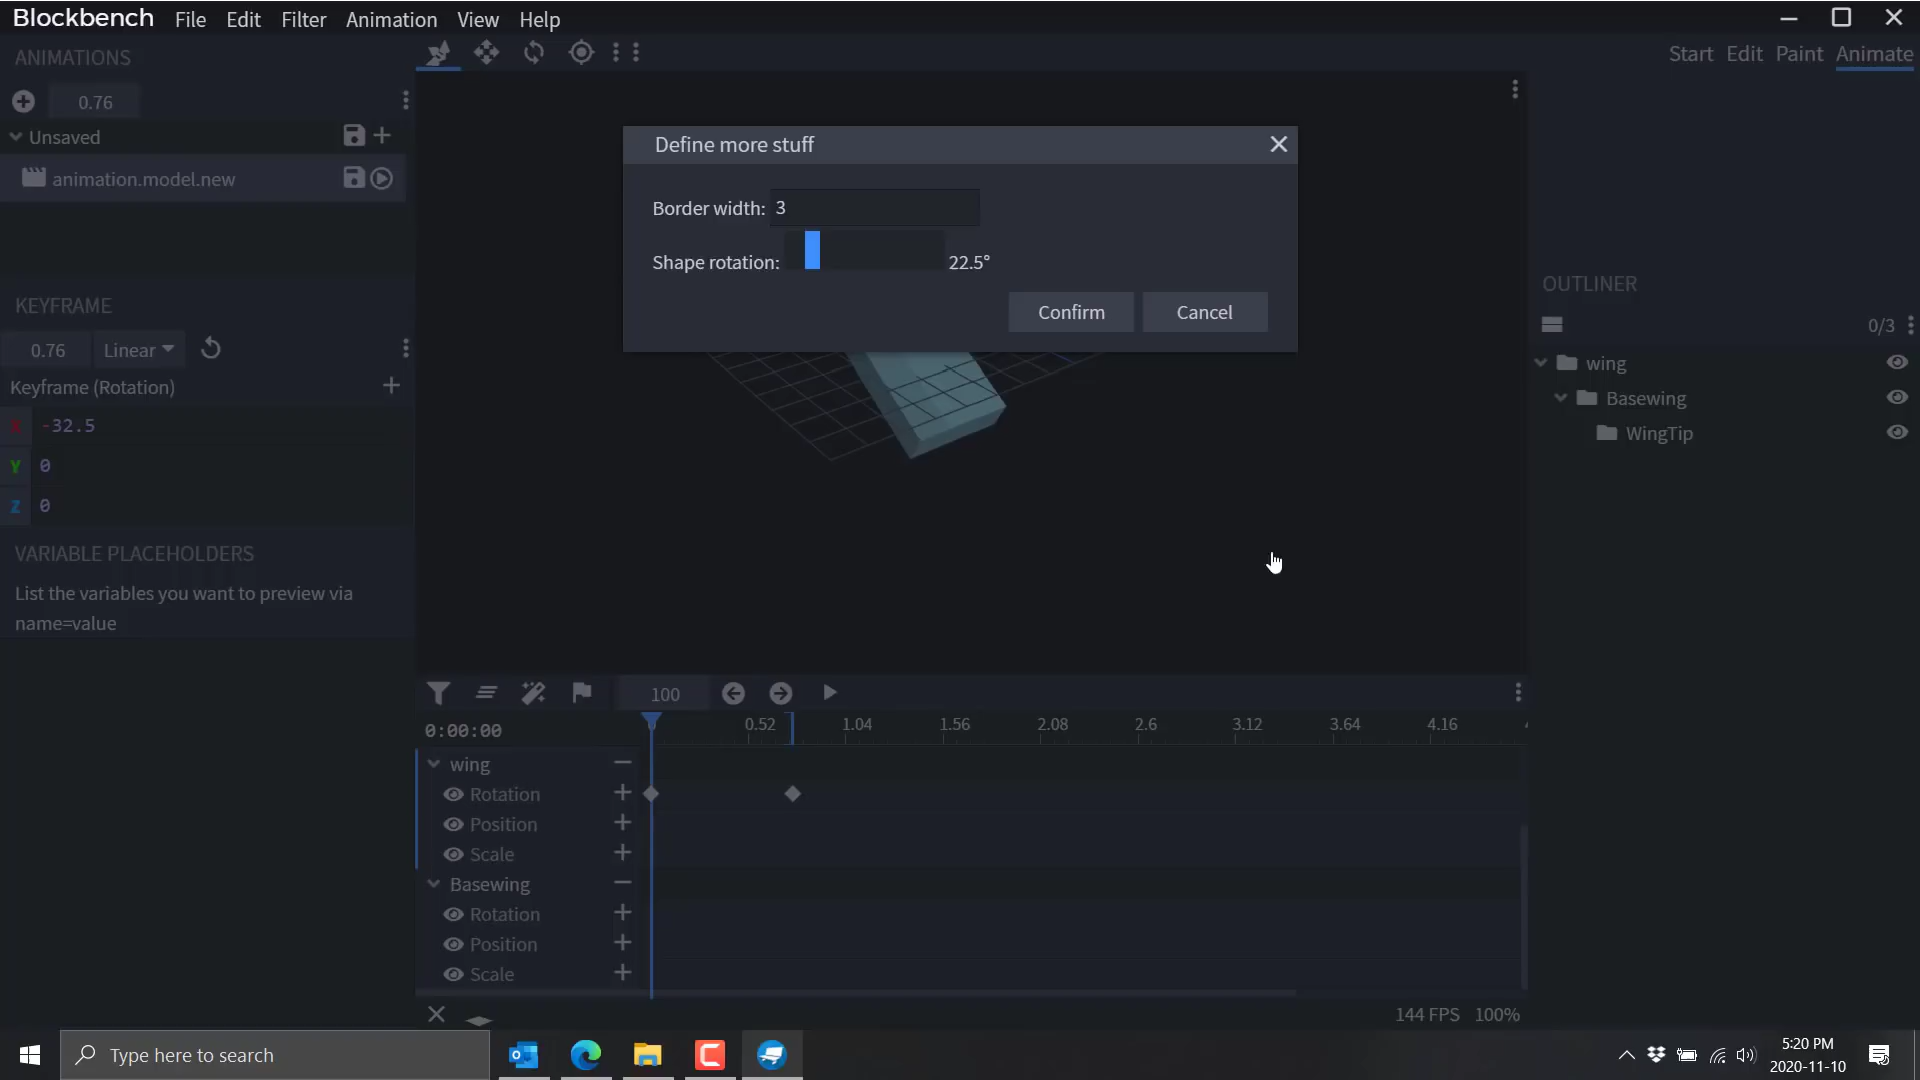 Blockbench File Edit Filter Animation View Help
ANIMATIONS
Start Edit Paint Animate
0.76
Unsaved
animation.model.new
Define more stuff
Border width: 3
Shape rotation: 22.5°
Confirm Cancel
KEYFRAME
0.76 Linear
Keyframe (Rotation)
X -32.5
Y 0
Z 0
VARIABLE PLACEHOLDERS
List the variables you want to preview via
name=value
OUTLINER
0/3
wing
Basewing
WingTip
100
0:00:00
0.52 1.04 1.56 2.08 2.6 3.12 3.64 4.16
wing
Rotation
Position
Scale
Basewing
Rotation
Position
Scale
144 FPS 100%
Type here to search
5:20 PM
2020-11-10